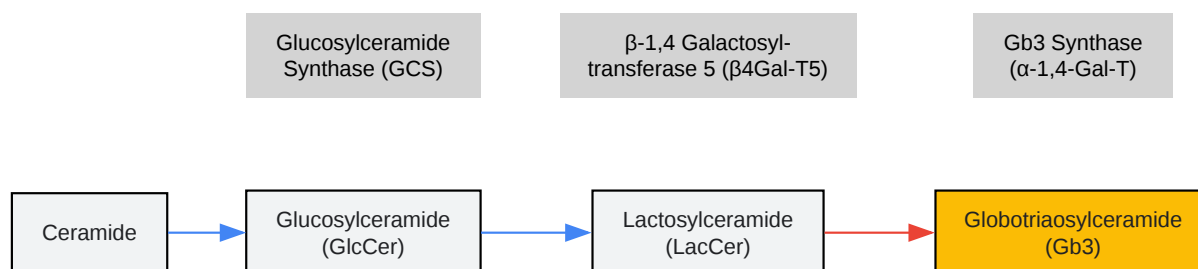 Glucosylceramide
Synthase (GCS)
β-1,4 Galactosyl-
transferase 5 (β4Gal-T5)
Gb3 Synthase
(α-1,4-Gal-T)
Ceramide
Glucosylceramide
(GlcCer)
Lactosylceramide
(LacCer)
Globotriaosylceramide
(Gb3)